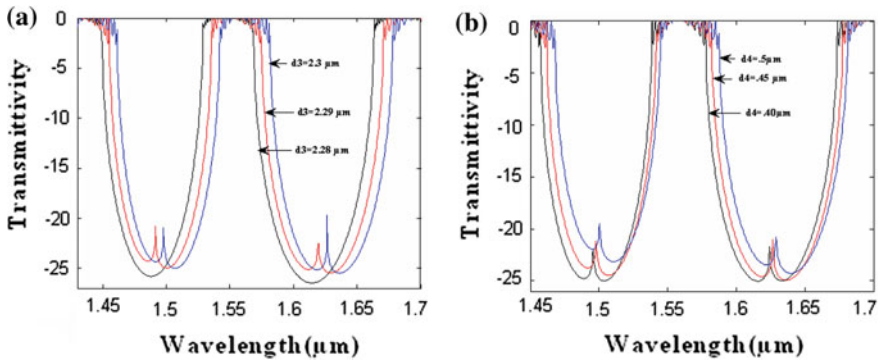 (a)
0
-5
-10
-15
-20
-25
Transmittivity
d3=2.3 µm
d3=2.29 µm
d3=2.28 µm
1.45
1.5
1.55
1.6
1.65
1.7
Wavelength(µm)
(b)
0
-5
-10
-15
-20
-25
Transmittivity
d4=.5µm
d4=.45µm
d4=.40µm
1.45
1.5
1.55
1.6
1.65
1.7
Wavelength(µm)